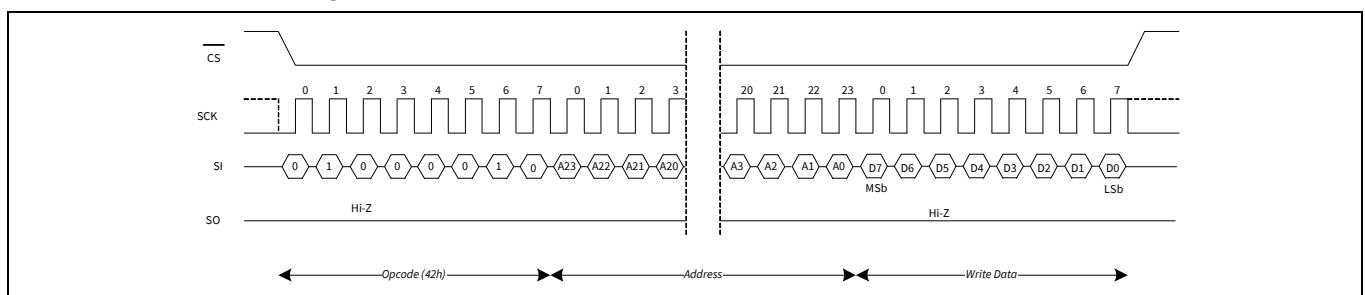 CS
0 1 2 3 4 5 6 7 0 1 2 3 20 21 22 23 0 1 2 3 4 5 6 7
SCK
SI 0 1 0 0 0 0 1 0 A23 A22 A21 A20 A3 A2 A1 A0 D7 D6 D5 D4 D3 D2 D1 D0
MSb LSb
Hi-Z Hi-Z
SO
Opcode (42h) Address Write Data